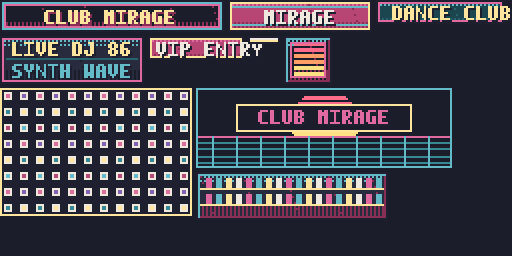 CLUB MIRAGE
MIRAGE
DANCE CLUB
LIVE DJ 86
SYNTH WAVE
VIP ENTRY
CLUB MIRAGE